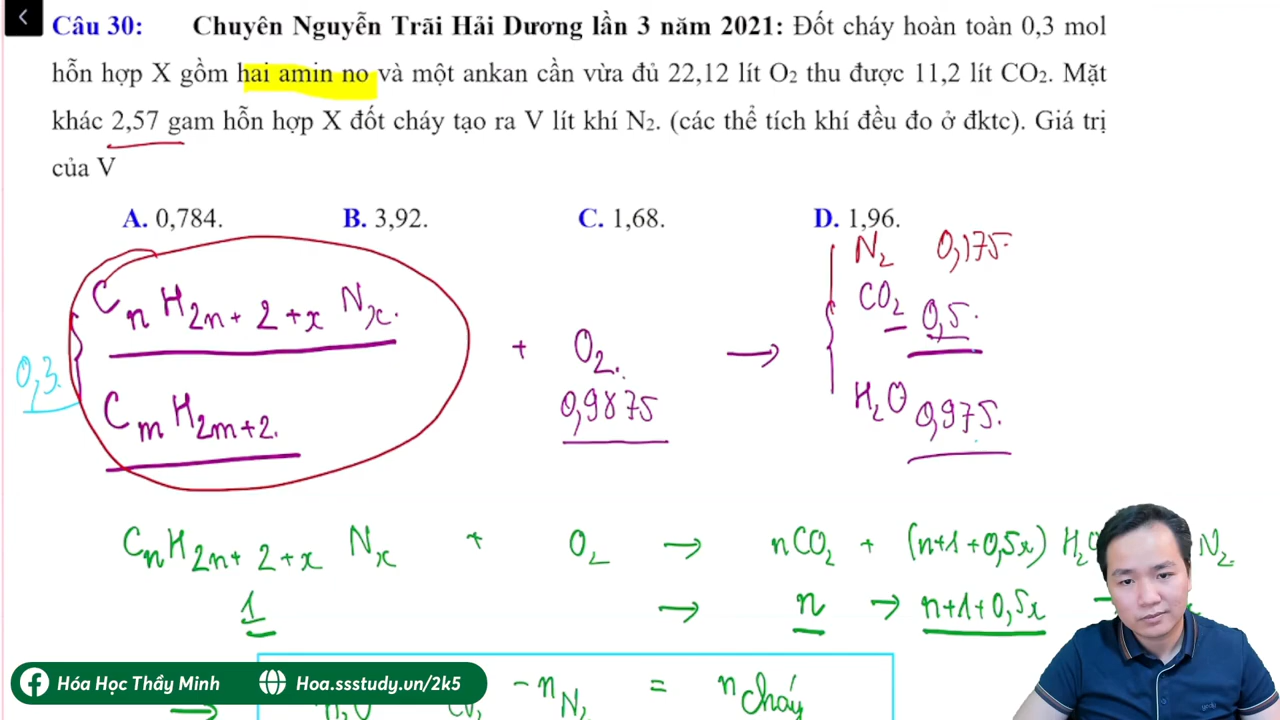 Câu 30: Chuyên Nguyễn Trãi Hải Dương lần 3 năm 2021: Đốt cháy hoàn toàn 0,3 mol
hỗn hợp X gồm hai amin no và một ankan cần vừa đủ 22,12 lít O₂ thu được 11,2 lít CO₂. Mặt
khác 2,57 gam hỗn hợp X đốt cháy tạo ra V lít khí N₂. (các thể tích khí đều đo ở đktc). Giá trị
của V
A. 0,784. B. 3,92. C. 1,68. D. 1,96.
N₂ 0,175.
CₙH₂ₙ₊₂₊ₓNₓ. CO₂ 0,5.
0,3. + O₂. →
CₘH₂ₘ₊₂. 0,9875 H₂O 0,975.
CₙH₂ₙ₊₂₊ₓNₓ + O₂ → nCO₂ + (n+1+0,5x) H₂O N₂.
1 → n → n+1+0,5x →
→ - nN₂ = n cháy
Hóa Học Thầy Minh Hoa.ssstudy.vn/2k5